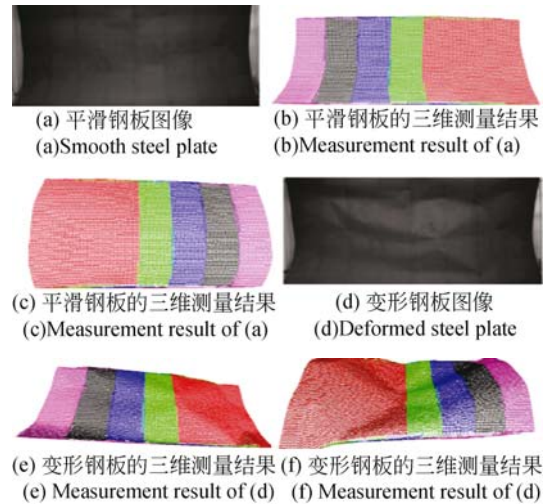 (a) 平滑钢板图像
(a)Smooth steel plate
(b) 平滑钢板的三维测量结果
(b)Measurement result of (a)
(c) 平滑钢板的三维测量结果
(c)Measurement result of (a)
(d) 变形钢板图像
(d)Deformed steel plate
(e) 变形钢板的三维测量结果
(e) Measurement result of (d)
(f) 变形钢板的三维测量结果
(f) Measurement result of (d)